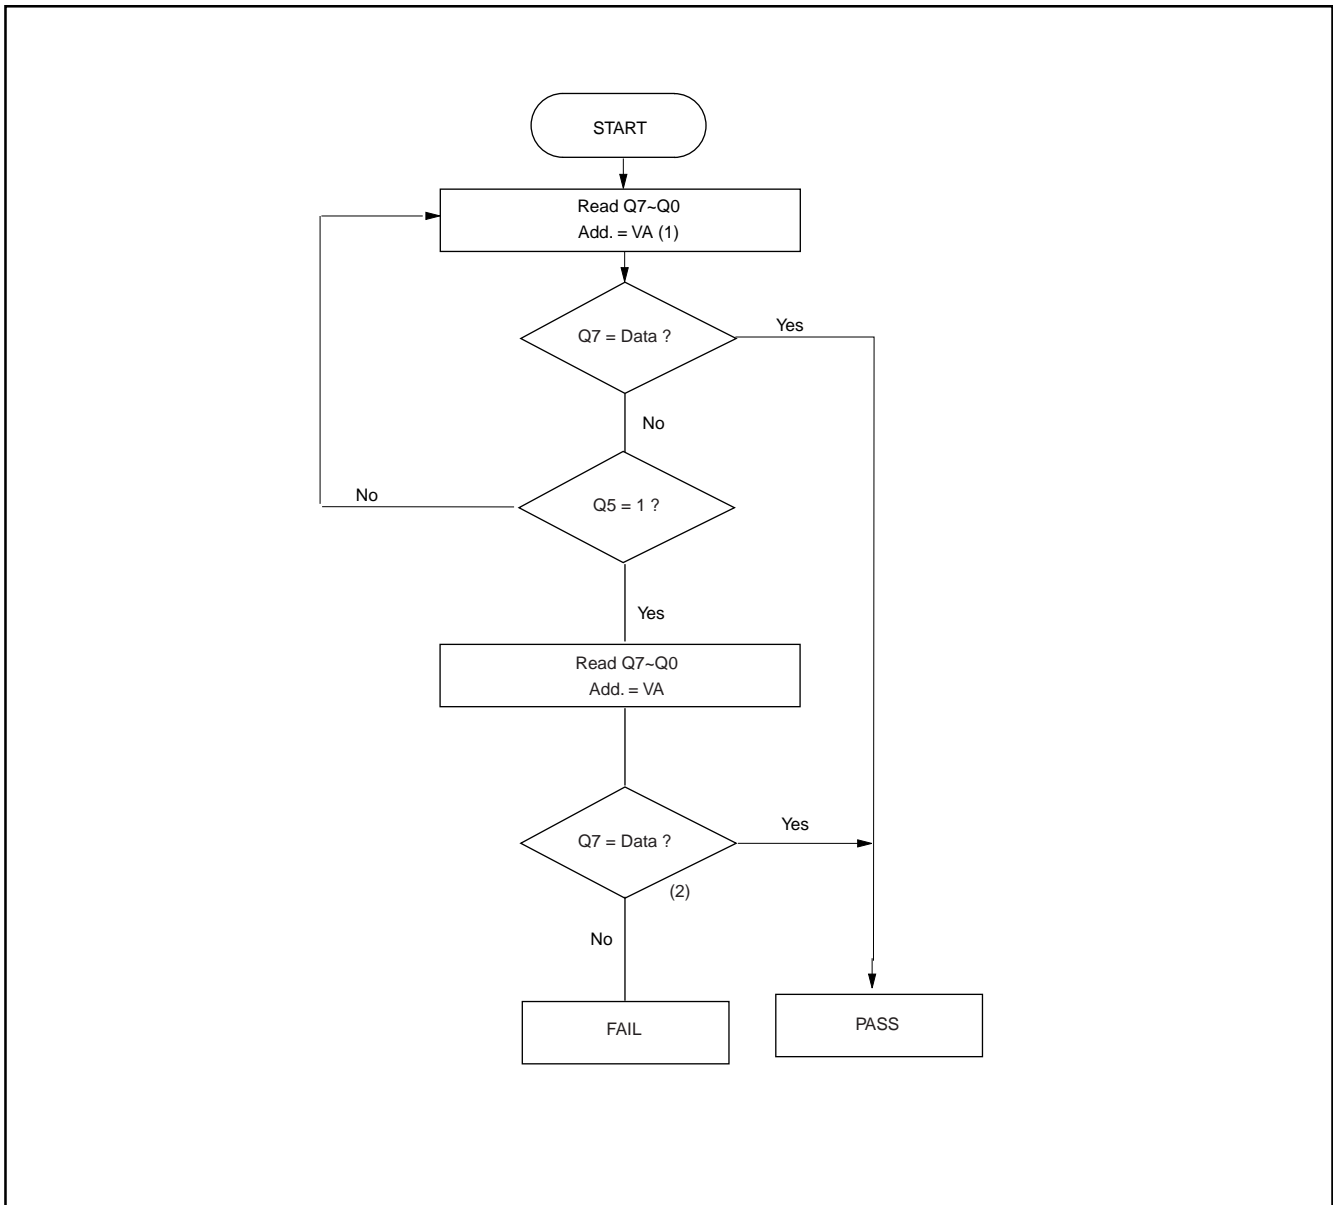 START
Read Q7~Q0
Add. = VA (1)
Q7 = Data ?
Yes
No
Q5 = 1 ?
No
Yes
Read Q7~Q0
Add. = VA
Q7 = Data ?
Yes
(2)
No
FAIL
PASS